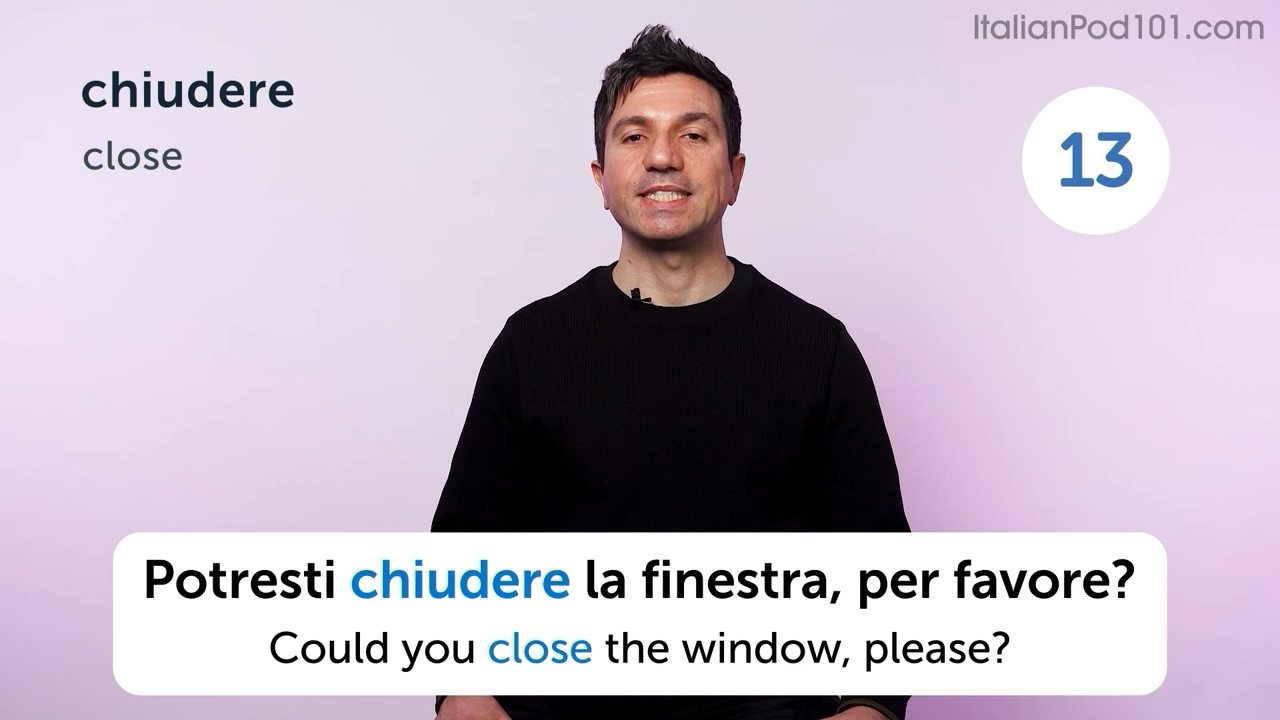 ItalianPod101.com
chiudere
close
13
Potresti chiudere la finestra, per favore?
Could you close the window, please?